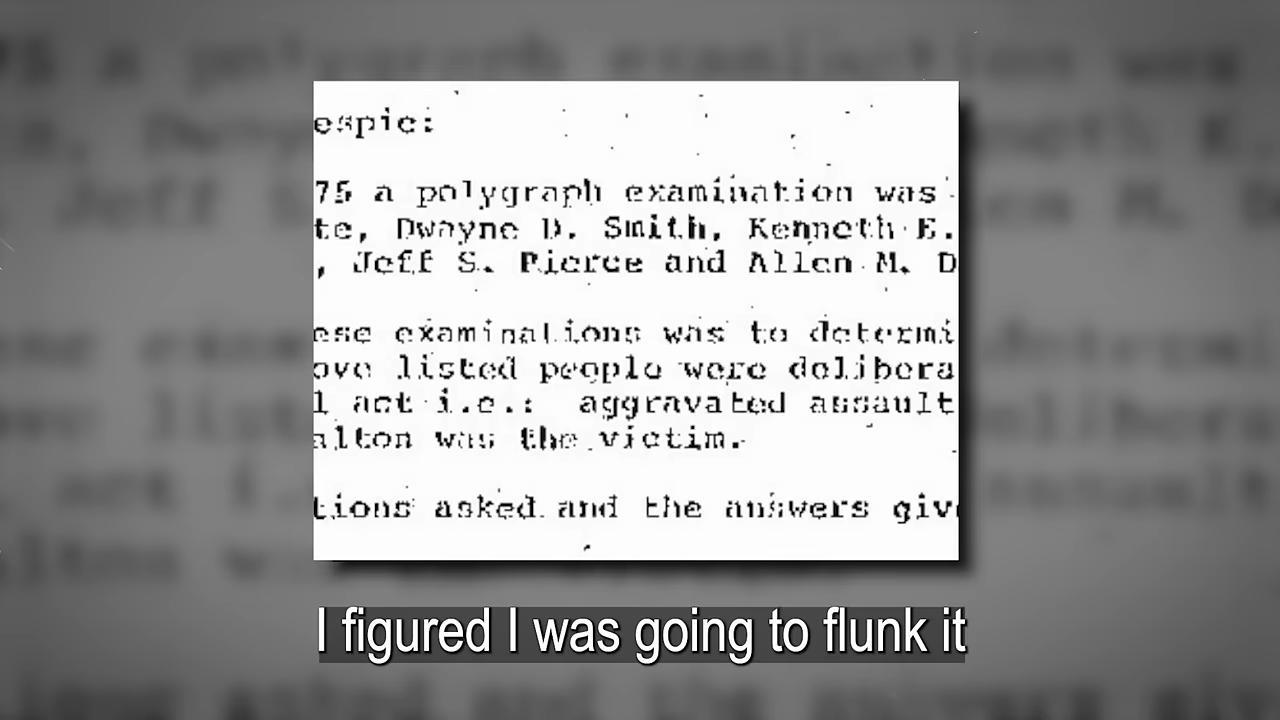 espie:
75 a polygraph examination was
te, Dwayne D. Smith, Kenneth E.
, Jeff S. Pierce and Allen M. D
ese examinations was to determi
ove listed people were delibera
l act i.e.: aggravated assault
alton was the victim.
tions asked and the answers giv
I figured I was going to flunk it